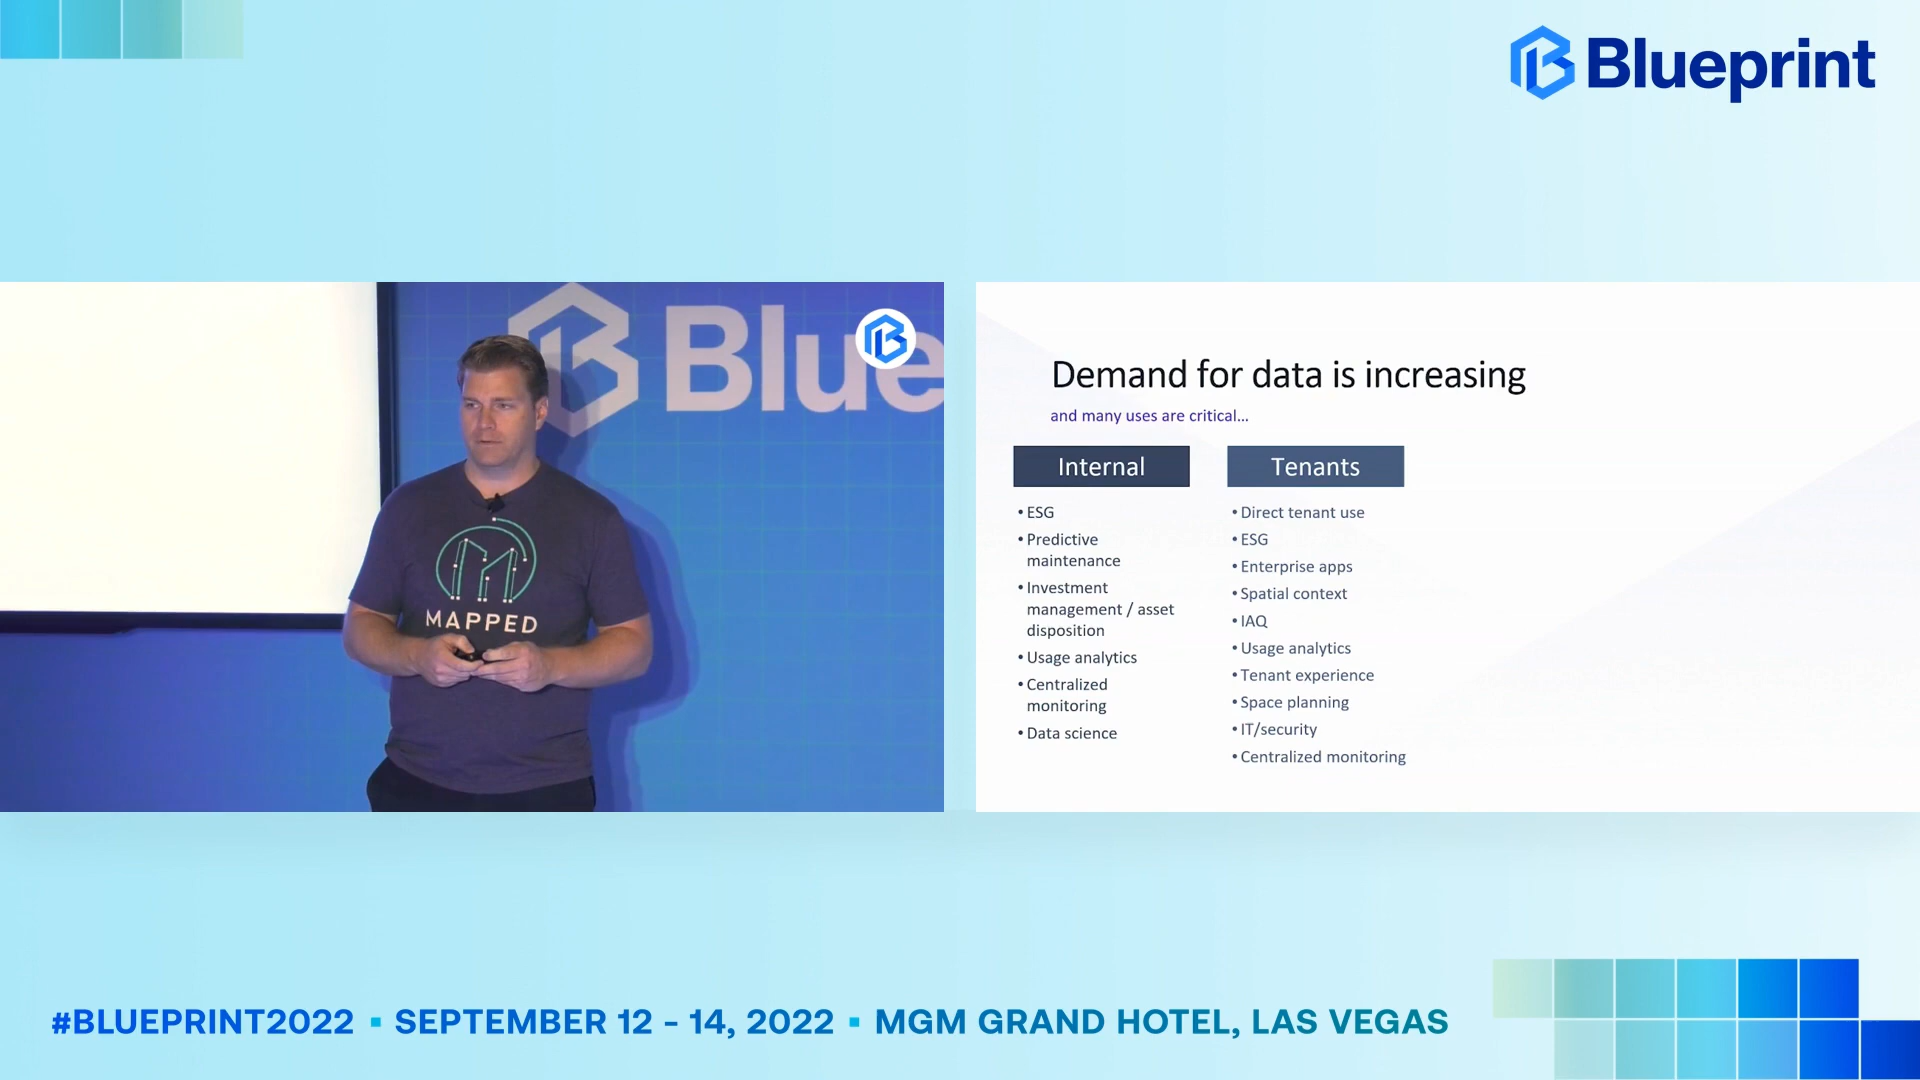 Blueprint
Blue
MAPPED
Demand for data is increasing
and many uses are critical...
Internal
• ESG
• Predictive
maintenance
• Investment
management / asset
disposition
• Usage analytics
• Centralized
monitoring
• Data science
Tenants
• Direct tenant use
• ESG
• Enterprise apps
• Spatial context
• IAQ
• Usage analytics
• Tenant experience
• Space planning
• IT/security
• Centralized monitoring
#BLUEPRINT2022 ▪ SEPTEMBER 12 - 14, 2022 ▪ MGM GRAND HOTEL, LAS VEGAS